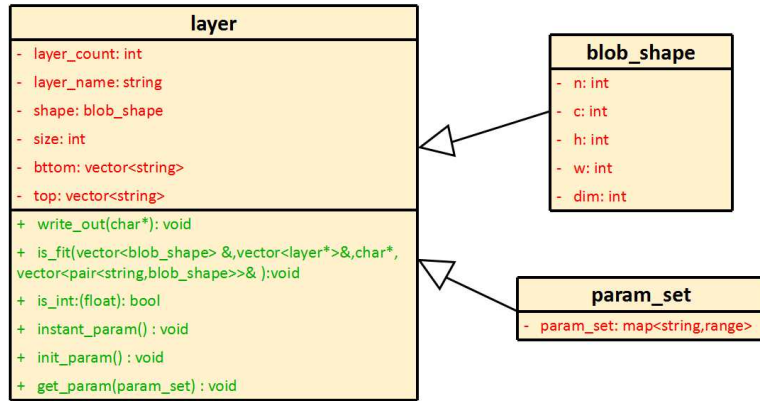 layer
- layer_count: int
- layer_name: string
- shape: blob_shape
- size: int
- bttom: vector<string>
- top: vector<string>
+ write_out(char*): void
+ is_fit(vector<blob_shape> &,vector<layer*>&,char*,
vector<pair<string,blob_shape>>& ):void
+ is_int:(float): bool
+ instant_param() : void
+ init_param() : void
+ get_param(param_set) : void
blob_shape
- n: int
- c: int
- h: int
- w: int
- dim: int
param_set
- param_set: map<string,range>